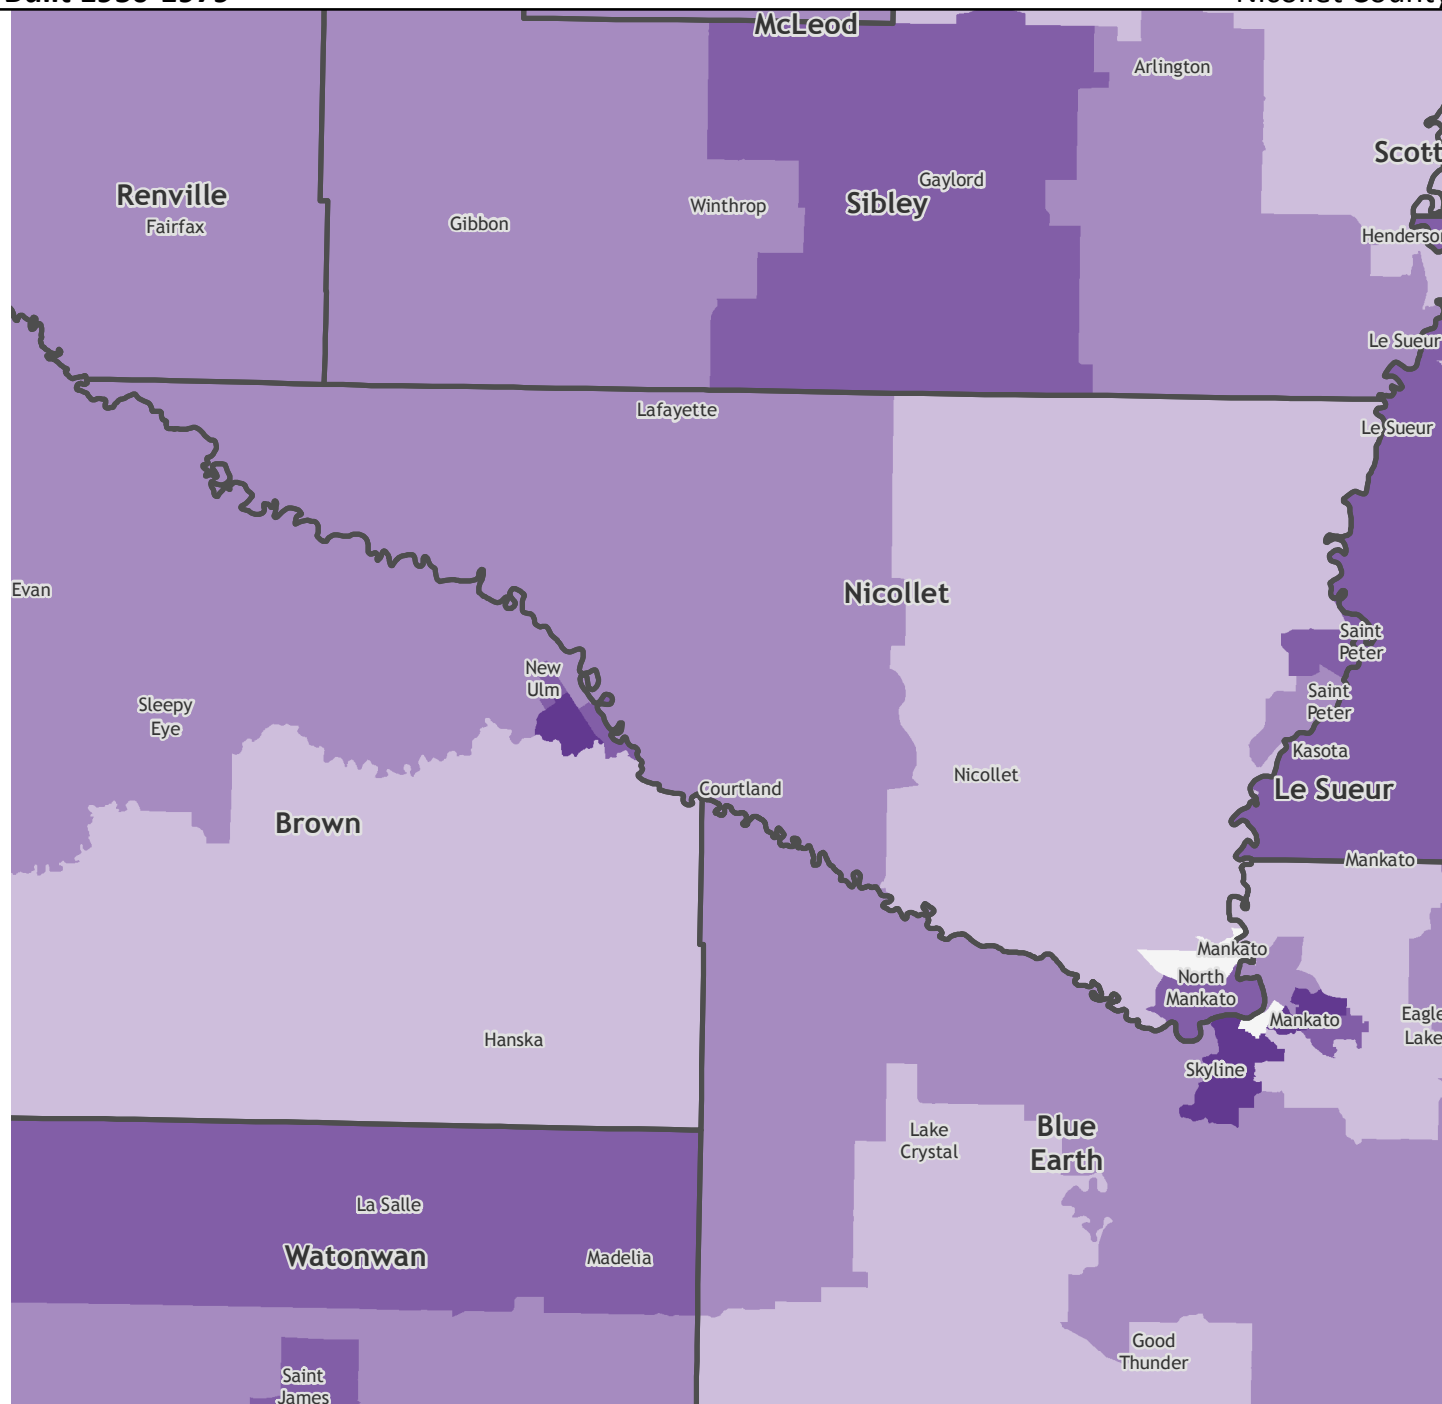 McLeod
Arlington
Scott
Gaylord
Renville
Sibley
Winthrop
Fairfax
Gibbon
Le Sueur
Lafayette
Le Sueur
Evan
Nicollet
Saint
Peter
New
Ulm
Sleepy
Eye
Saint
Peter
Kasota
Nicollet
Courtland
Le Sueur
Brown
Mankato
Mankato
North
Mankato
Eagle
Lake
Mankato
Hanska
Skyline
Blue
Earth
Lake
Crystal
La Salle
Watonwan
Madelia
Good
Thunder
Saint
James